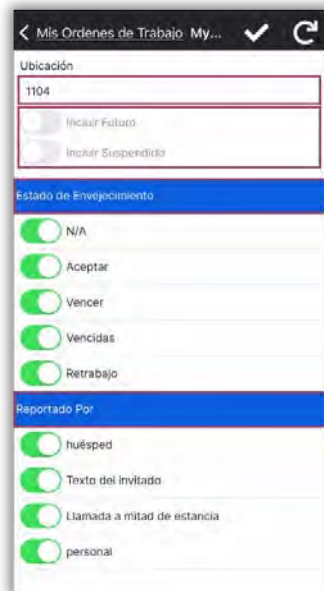 Mis Ordenes de Trabajo My...
Ubicación
1104
Incluir Futuro
Incluir Suspendido
Estado de Envejecimiento
N/A
Aceptar
Vencer
Vencidas
Retrabajo
Reportado Por
huésped
Texto del invitado
Llamada a mitad de estancia
personal